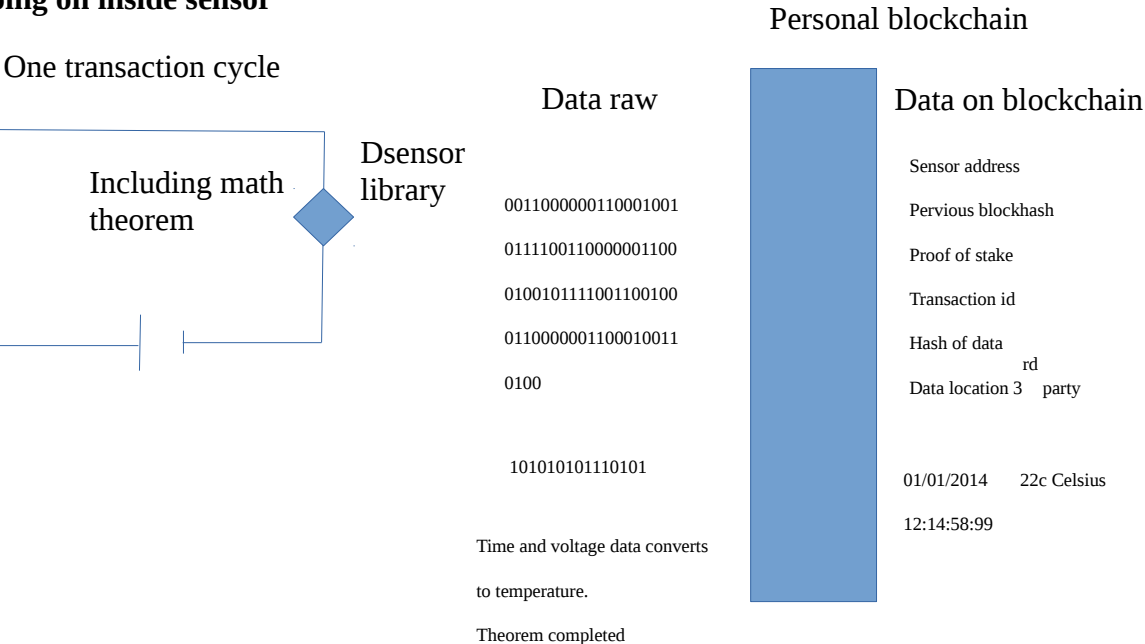 ing on inside sensor
Personal blockchain
One transaction cycle
Data raw
Data on blockchain
Including math
theorem
Dsensor
library
0011000000110001001
0111100110000001100
0100101111001100100
0110000001100010011
0100
101010101110101
Time and voltage data converts
to temperature.
Theorem completed
Sensor address
Pervious blockhash
Proof of stake
Transaction id
Hash of data
Data location 3rd party
01/01/2014 22c Celsius
12:14:58:99